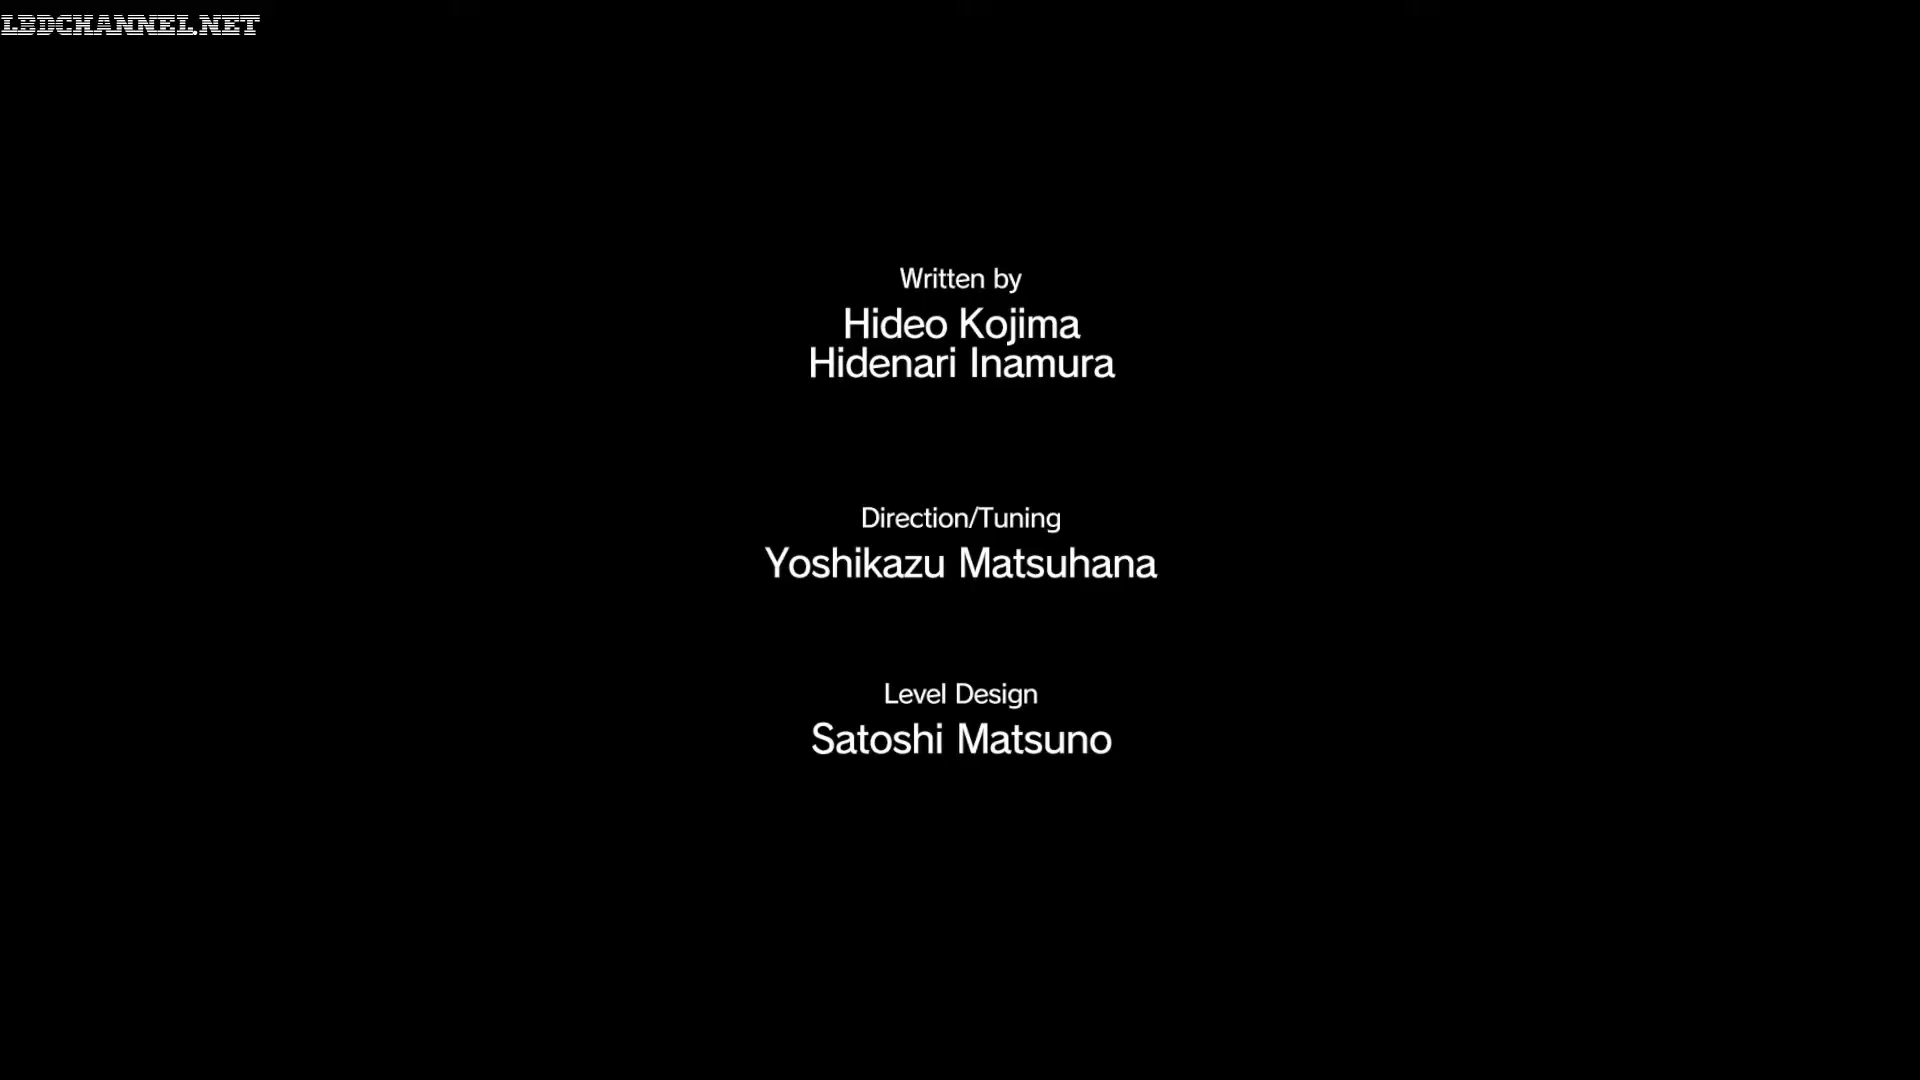 LBDCHANNEL.NET
Written by
Hideo Kojima
Hidenari Inamura
Direction/Tuning
Yoshikazu Matsuhana
Level Design
Satoshi Matsuno